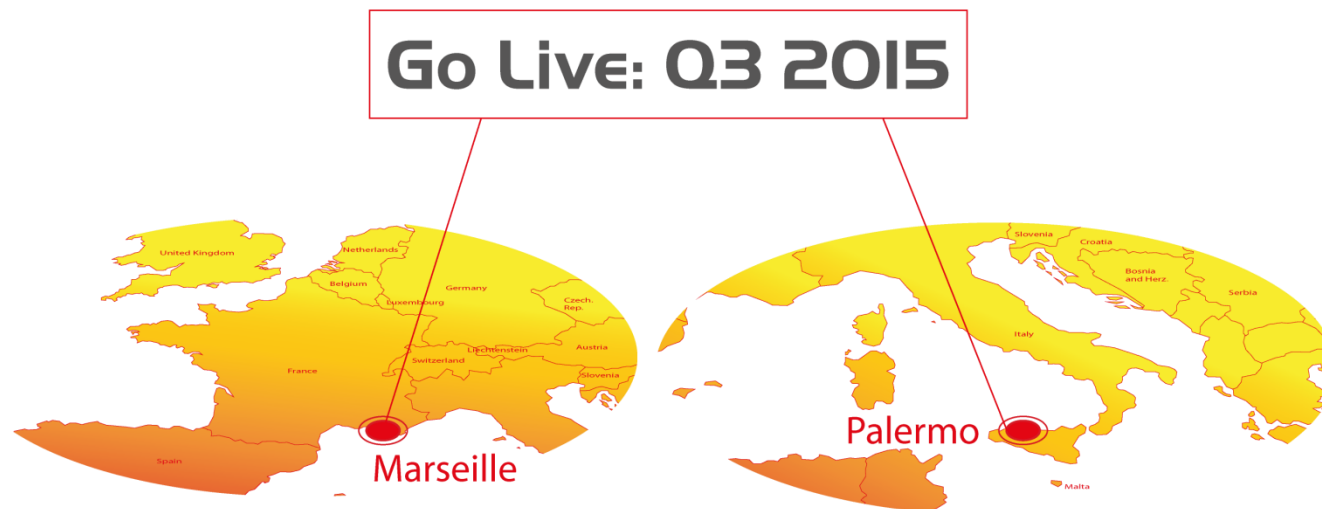 Go Live: Q3 2015
United Kingdom
Netherlands
Belgium
Germany
Luxembourg
Czech.
Rep.
Liechtenstein
Austria
Switzerland
France
Slovenia
Spain
Marseille
Slovenia
Croatia
Bosnia
and Herz.
Serbia
Italy
Palermo
Malta